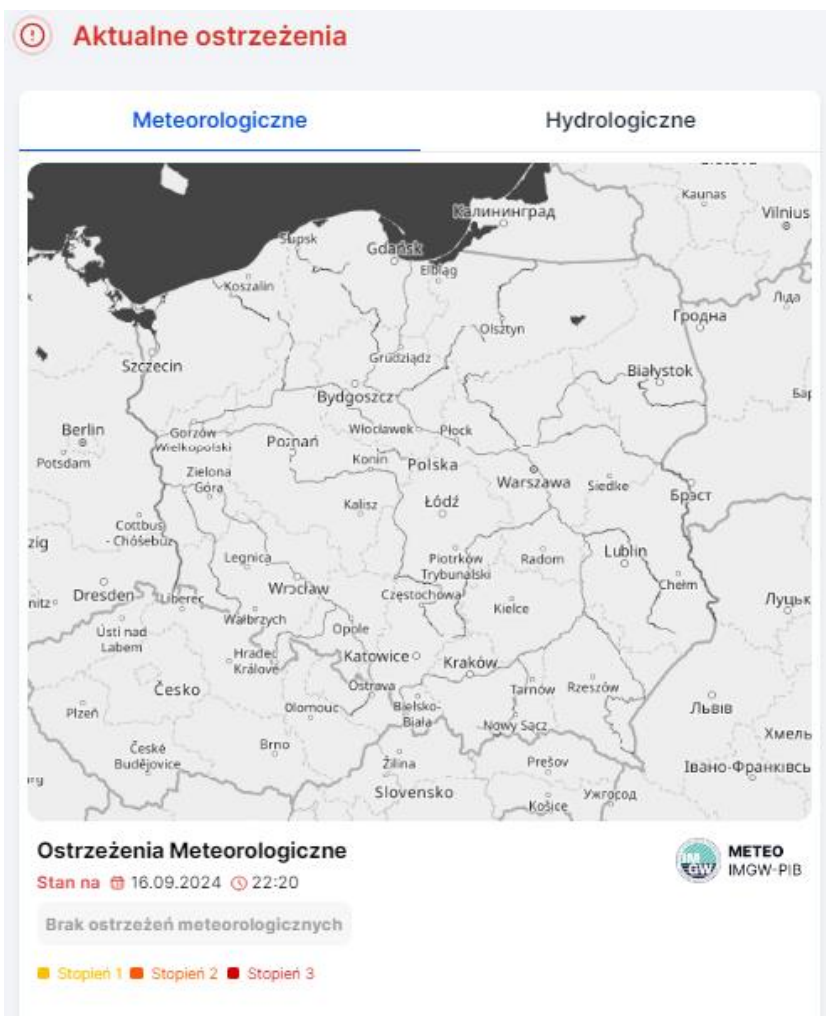 Aktualne ostrzeżenia
Meteorologiczne Hydrologiczne
Kaunas
Vilnius
Калининград
Słupsk
Gdańsk
Elbląg
Koszalin
Ліда
Гродна
Olsztyn
Grudziądz
Szczecin
Białystok
Bydgoszcz
Berlin
Gorzów
Wielkopolski
Poznań
Włocławek
Płock
Potsdam
Konin
Polska
Zielona
Góra
Warszawa
Siedlce
Брэст
Kalisz
Łódź
Cottbus
- Chóśebuz
zig
Legnica
Piotrków
Trybunalski
Radom
Lublin
Chełm
Dresden
Liberec
Wrocław
Częstochowa
Kielce
Луцьк
nitz
Wałbrzych
Ústí nad
Labem
Opole
Hradec
Králové
Katowice
Kraków
Česko
Ostrava
Tarnów
Rzeszów
Plzeň
Olomouc
Bielsko-
Biała
Nowy Sącz
Львів
Хмель
České
Budějovice
Brno
Žilina
Prešov
Івано-Франківсь
Slovensko
Košice
Ужгород
Ostrzeżenia Meteorologiczne
METEO
IMGW-PIB
IM
GW
Stan na 16.09.2024 22:20
Brak ostrzeżeń meteorologicznych
Stopień 1 Stopień 2 Stopień 3